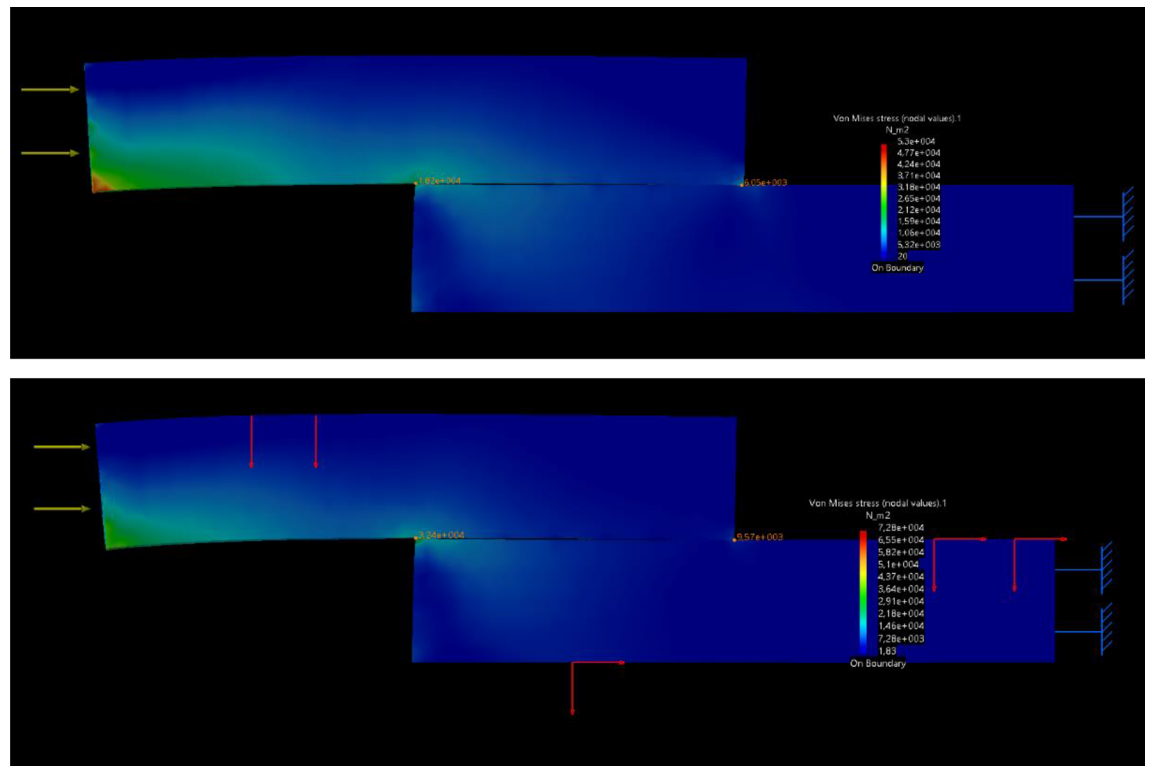 Von Mises stress (nodal values).1
N_m2
5,3e+004
4,77e+004
4,24e+004
3,71e+004
3,18e+004
2,65e+004
2,12e+004
1,59e+004
1,06e+004
5,32e+003
20
On Boundary
1,82e+004
6,05e+003
Von Mises stress (nodal values).1
N_m2
7,28e+004
6,55e+004
5,82e+004
5,1e+004
4,37e+004
3,64e+004
2,91e+004
2,18e+004
1,46e+004
7,28e+003
1,83
On Boundary
3,24e+004
9,57e+003